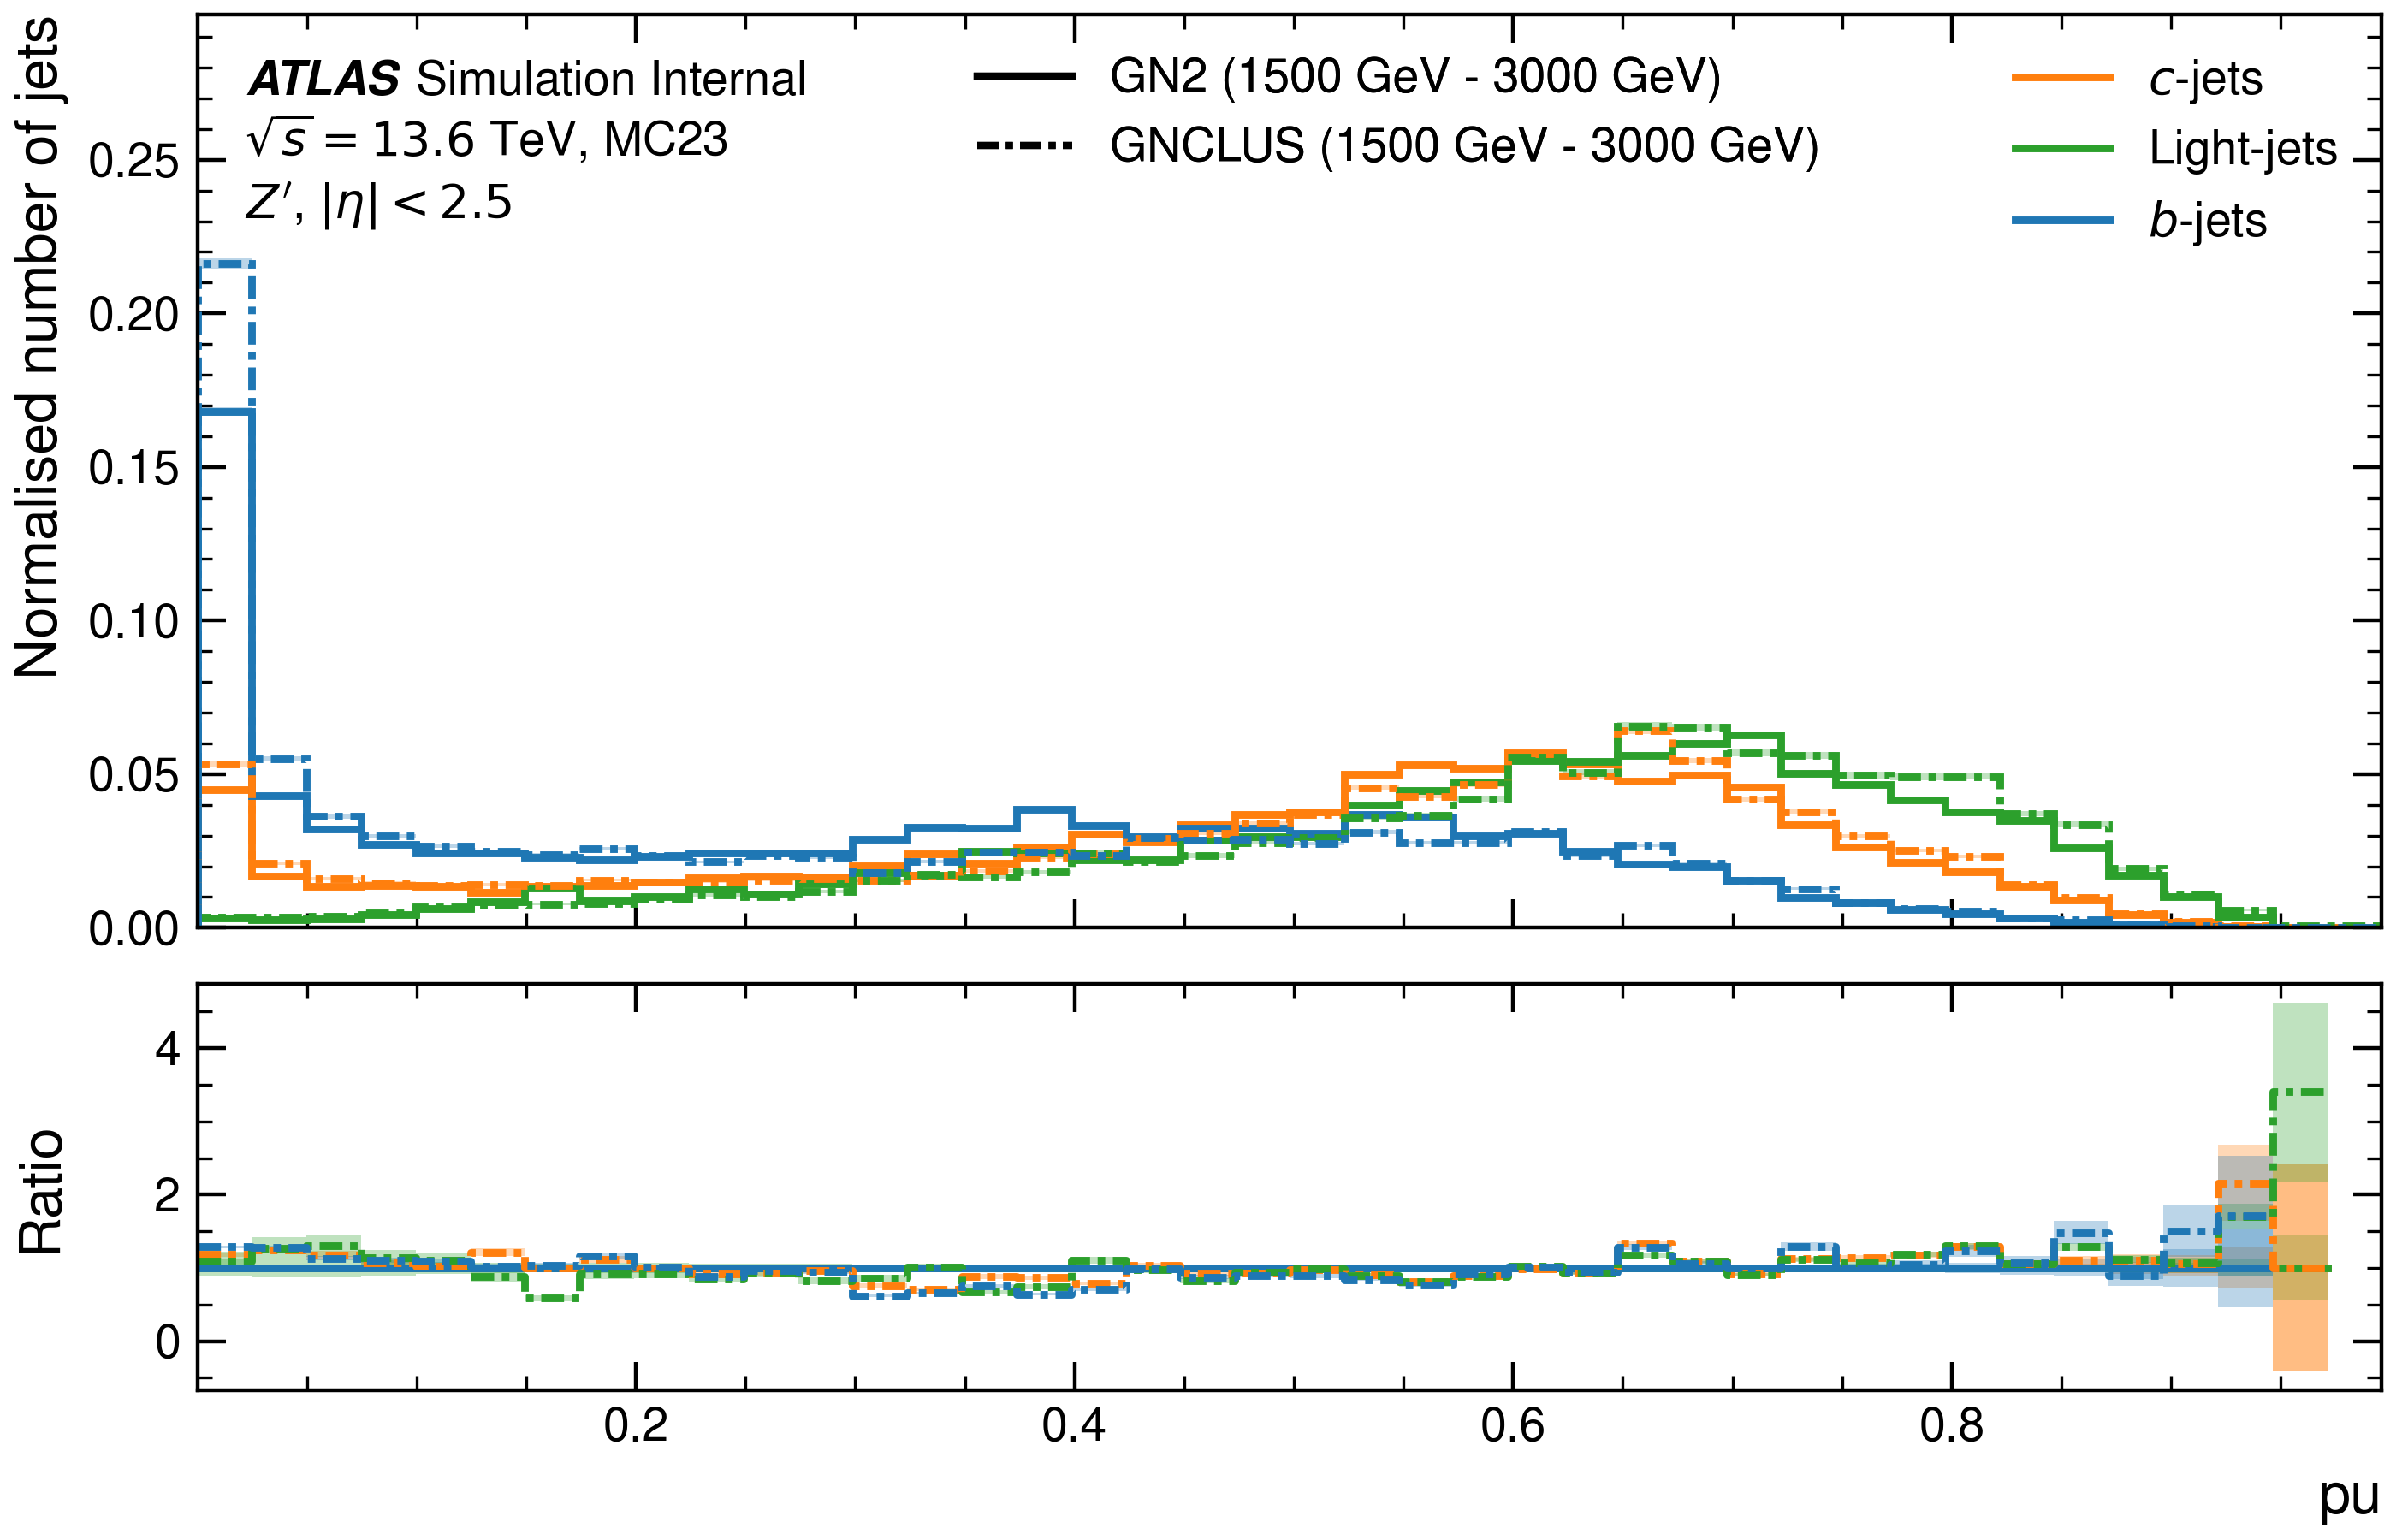 Normalised number of jets
ATLAS Simulation Internal
√s = 13.6 TeV, MC23
Z′, |η| < 2.5
GN2 (1500 GeV - 3000 GeV)
GNCLUS (1500 GeV - 3000 GeV)
c-jets
Light-jets
b-jets
0.25
0.20
0.15
0.10
0.05
0.00
Ratio
4
2
0
0.2 0.4 0.6 0.8
pu